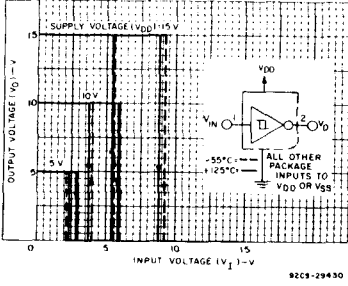 SUPPLY VOLTAGE (VDD)=15 V
15
10 V
10
5 V
5
0
0 5 10 15
OUTPUT VOLTAGE (VO)–V
INPUT VOLTAGE (VI)–V
VDD
VIN 1 2 VO
-55°C=
+125°C=
ALL OTHER
PACKAGE
INPUTS TO
VDD OR VSS
92CS-29430